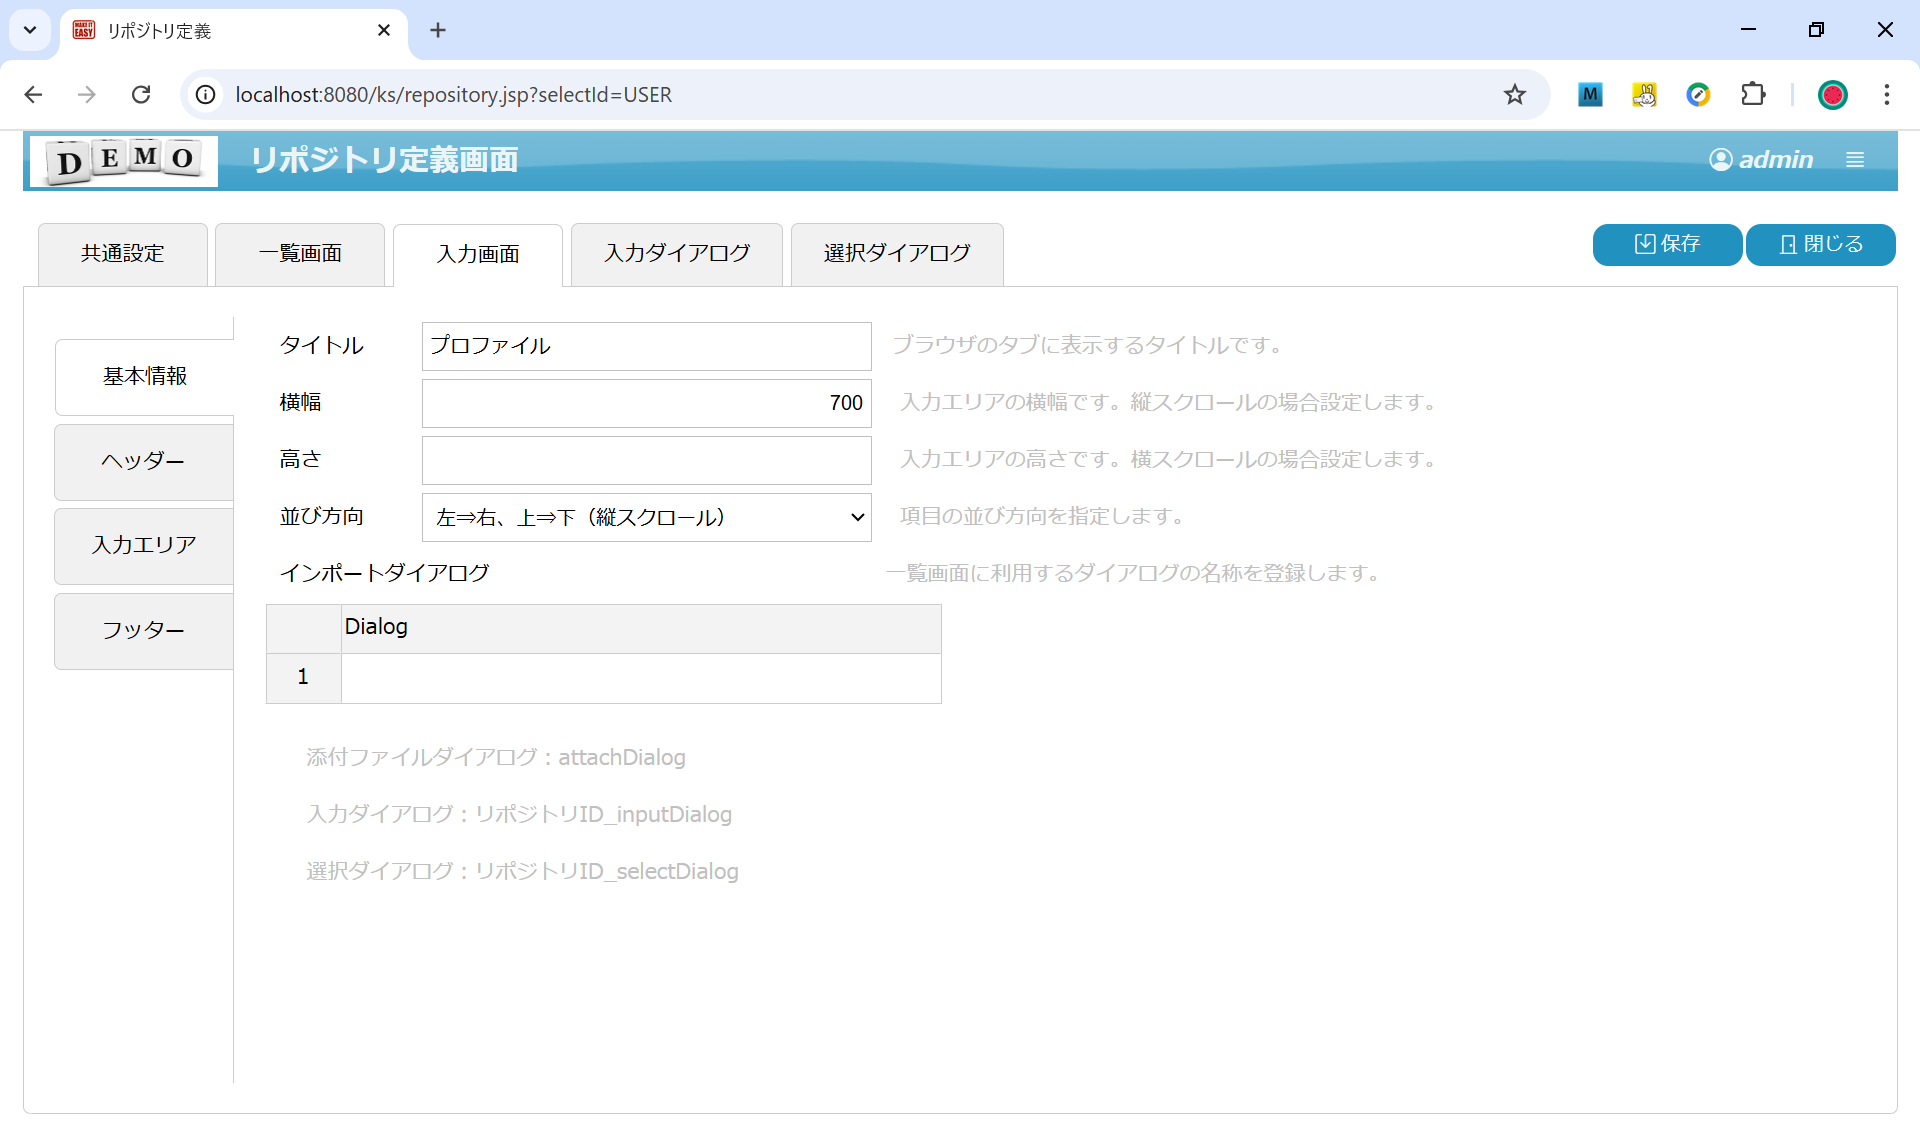 MAKE IT EASY リポジトリ定義
localhost:8080/ks/repository.jsp?selectId=USER
M
DEMO リポジトリ定義画面 admin
共通設定 一覧画面 入力画面 入力ダイアログ 選択ダイアログ 保存 閉じる
基本情報
ヘッダー
入力エリア
フッター
タイトル プロファイル ブラウザのタブに表示するタイトルです。
横幅 700 入力エリアの横幅です。縦スクロールの場合設定します。
高さ 入力エリアの高さです。横スクロールの場合設定します。
並び方向 左⇒右、上⇒下（縦スクロール） 項目の並び方向を指定します。
インポートダイアログ 一覧画面に利用するダイアログの名称を登録します。
Dialog
1
添付ファイルダイアログ：attachDialog
入力ダイアログ：リポジトリID_inputDialog
選択ダイアログ：リポジトリID_selectDialog